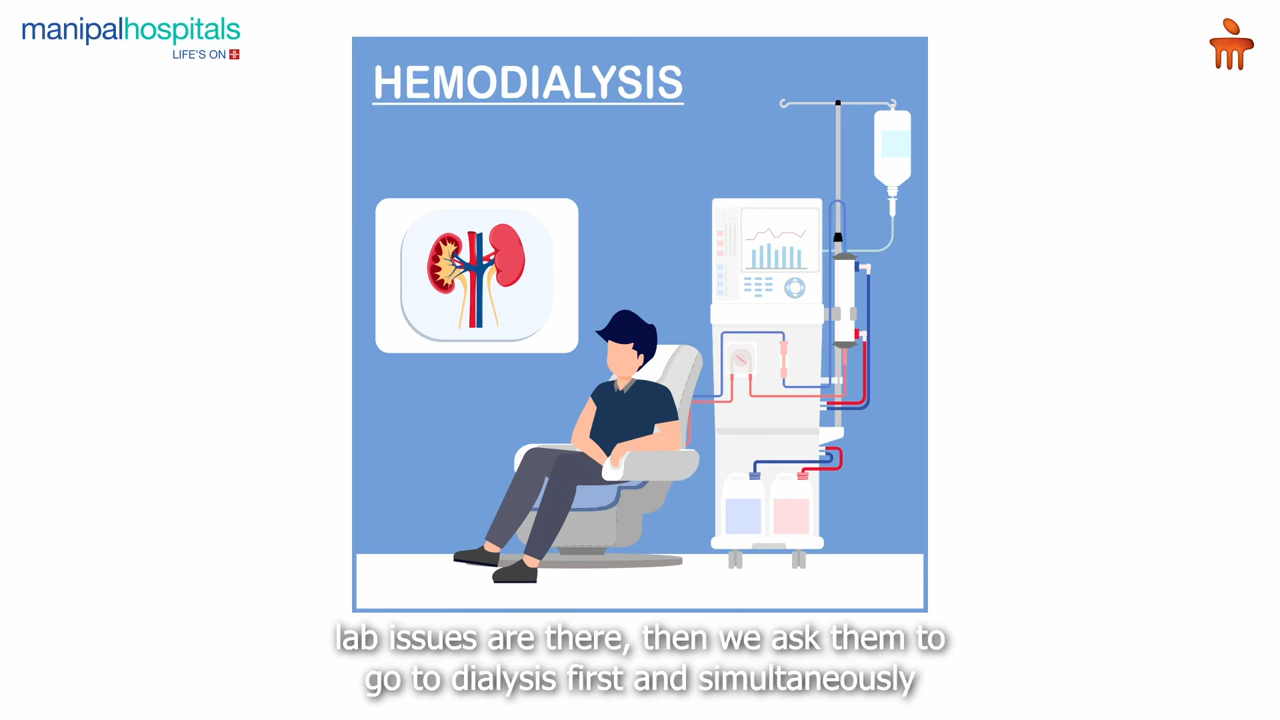 manipalhospitals
LIFE'S ON
HEMODIALYSIS
lab issues are there, then we ask them to
go to dialysis first and simultaneously